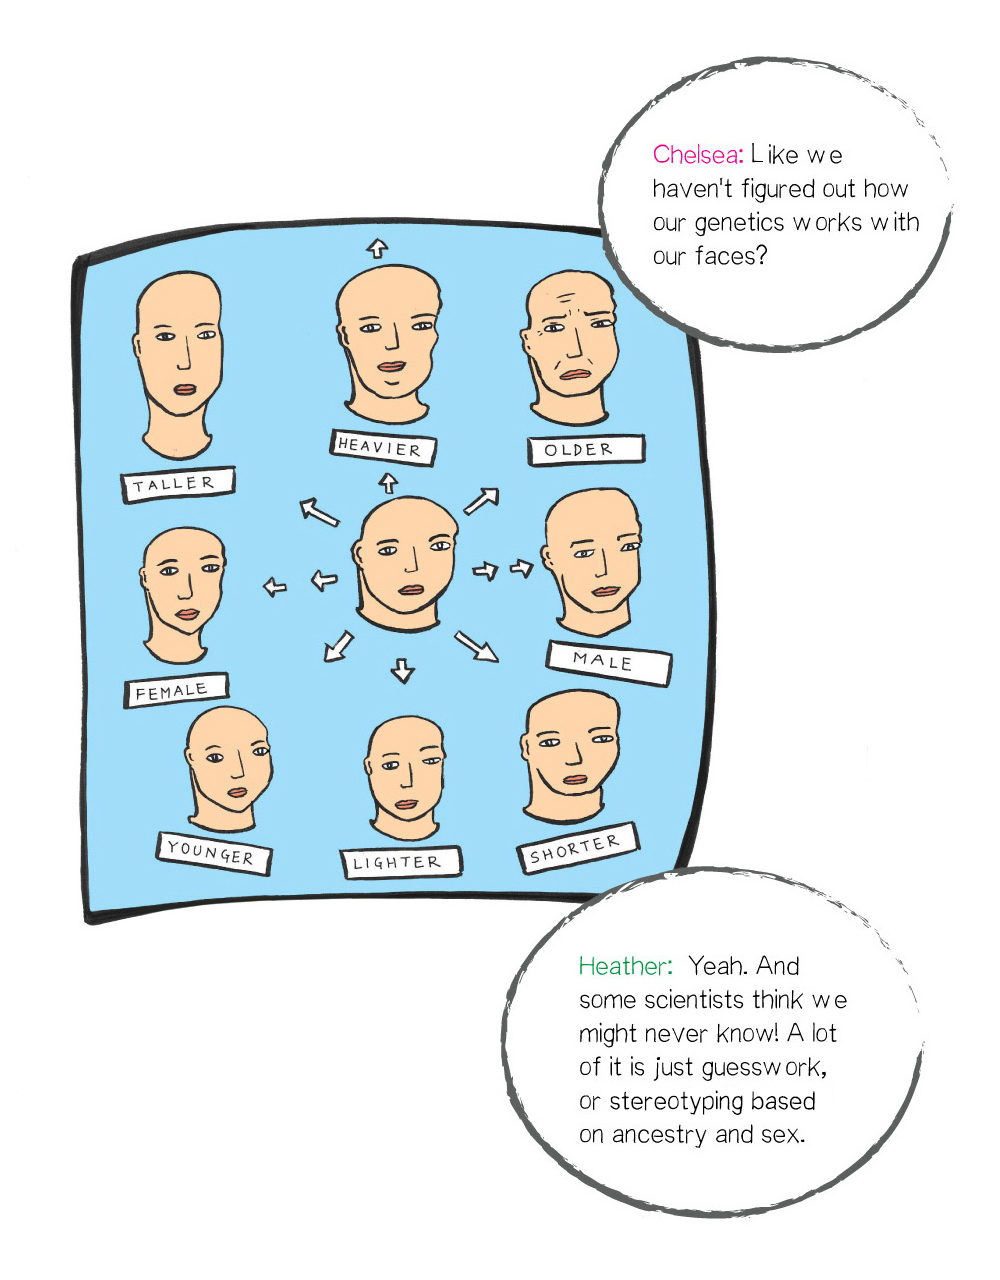 Chelsea: Like we
haven't figured out how
our genetics works with
our faces?
TALLER
HEAVIER
OLDER
FEMALE
MALE
YOUNGER
LIGHTER
SHORTER
Heather: Yeah. And
some scientists think we
might never know! A lot
of it is just guesswork,
or stereotyping based
on ancestry and sex.